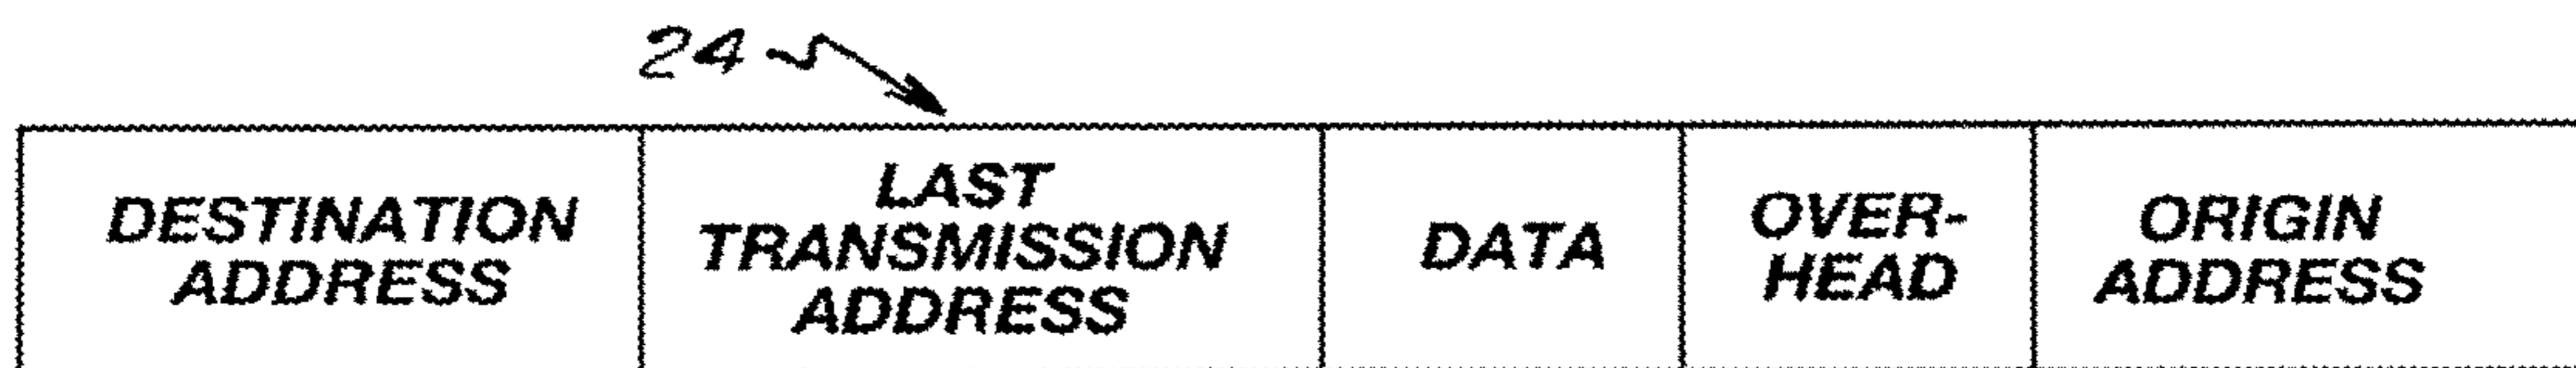 24
DESTINATION
ADDRESS
LAST
TRANSMISSION
ADDRESS
DATA
OVER-
HEAD
ORIGIN
ADDRESS